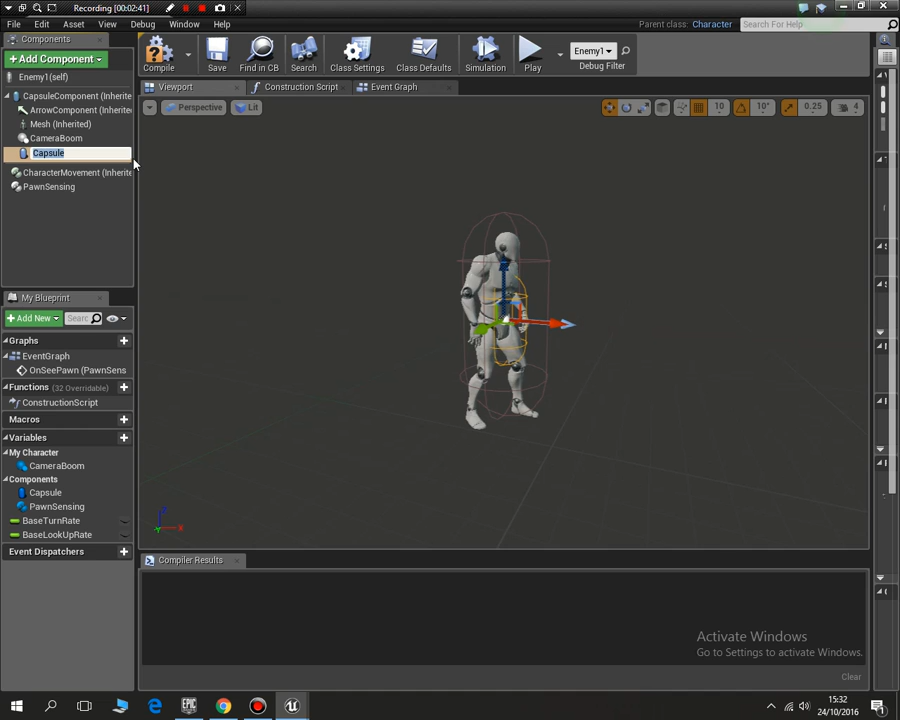 Recording [00:02:41]
File Edit Asset View Debug Window Help
Parent class: Character
Search For Help
Components
+ Add Component
Compile
Save
Find in CB
Search
Class Settings
Class Defaults
Simulation
Play
Enemy1
Debug Filter
Enemy1(self)
Viewport
Construction Script
Event Graph
CapsuleComponent (Inherite
ArrowComponent (Inherite
Mesh (Inherited)
CameraBoom
Capsule
CharacterMovement (Inherite
PawnSensing
Perspective
Lit
10
10°
0.25
4
My Blueprint
+ Add New
Searc
Graphs
EventGraph
OnSeePawn (PawnSens
Functions (32 Overridable)
ConstructionScript
Macros
Variables
My Character
CameraBoom
Components
Capsule
PawnSensing
BaseTurnRate
BaseLookUpRate
Event Dispatchers
Z
X
Compiler Results
Activate Windows
Go to Settings to activate Windows.
Clear
EPIC
15:32
24/10/2016